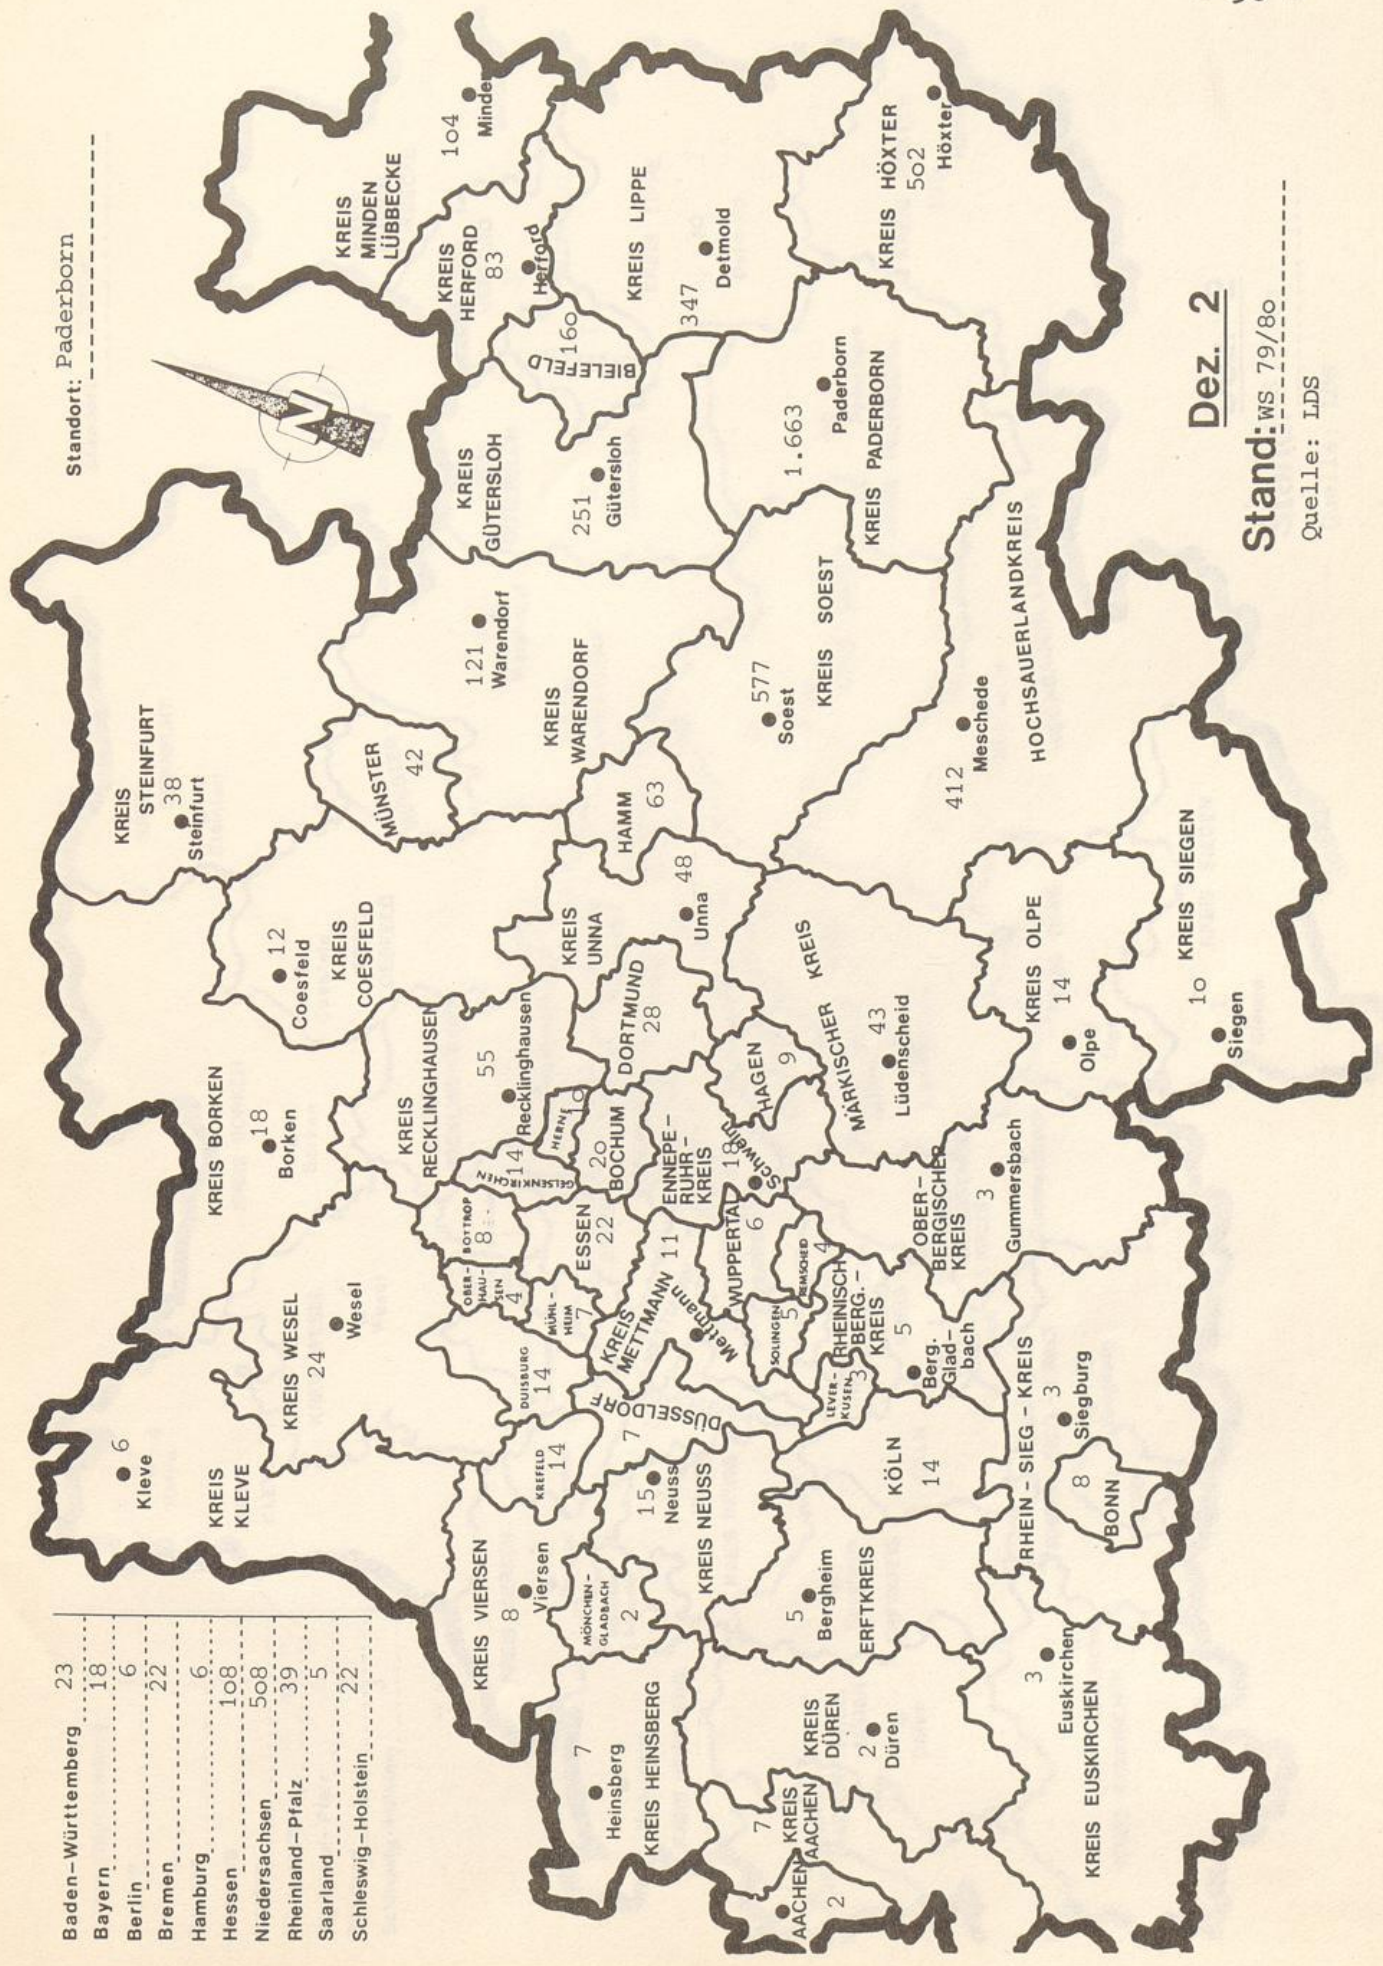 Standort: Paderborn
Baden-Württemberg 23
Bayern 18
Berlin 6
Bremen 22
Hamburg 6
Hessen 1o8
Niedersachsen 5o8
Rheinland-Pfalz 39
Saarland 5
Schleswig-Holstein 22
N
KREIS
MINDEN
LÜBBECKE
1o4
Minde
KREIS
HERFORD
83
Herford
BIELEFELD
16o
KREIS LIPPE
347
Detmold
KREIS HÖXTER
5o2
Höxter
KREIS
GÜTERSLOH
251
Gütersloh
1.663
Paderborn
KREIS PADERBORN
KREIS
STEINFURT
38
Steinfurt
MÜNSTER
42
121
Warendorf
KREIS
WARENDORF
577
Soest
KREIS SOEST
412
Meschede
HOCHSAUERLANDKREIS
HAMM
63
KREIS
UNNA
48
Unna
12
Coesfeld
KREIS
COESFELD
KREIS BORKEN
18
Borken
KREIS
RECKLINGHAUSEN
55
Recklinghausen
DORTMUND
28
HAGEN
9
MÄRKISCHER KREIS
43
Lüdenscheid
KREIS OLPE
14
Olpe
KREIS SIEGEN
1o
Siegen
HERNE
1o
GELSENKIRCHEN
14
2o
BOCHUM
ENNEPE-
RUHR-
KREIS
18
Schwelm
BOTTROP
8
ESSEN
22
OBER-
HAU-
SEN
4
MÜHL-
HEIM
7
KREIS
METTMANN 11
Mettmann
WUPPERTAL
6
REMSCHEID
4
SOLINGEN
5
OBER-
BERGISCHER
KREIS
3
Gummersbach
RHEINISCH
BERG.-
KREIS
5
Berg.
Glad-
bach
LEVER-
KUSEN
3
KREIS WESEL
24
Wesel
6
Kleve
KREIS
KLEVE
DUISBURG
14
KREFELD
14
DÜSSELDORF
7
15
Neuss
KREIS NEUSS
KÖLN
14
RHEIN-SIEG-KREIS
3
Siegburg
8
BONN
KREIS VIERSEN
8
Viersen
MÖNCHEN-
GLADBACH
2
5
Bergheim
ERFTKREIS
7
Heinsberg
KREIS HEINSBERG
KREIS
DÜREN
2
Düren
7
KREIS
AACHEN
AACHEN
2
3
Euskirchen
KREIS EUSKIRCHEN
Dez. 2
Stand: WS 79/8o
Quelle: LDS